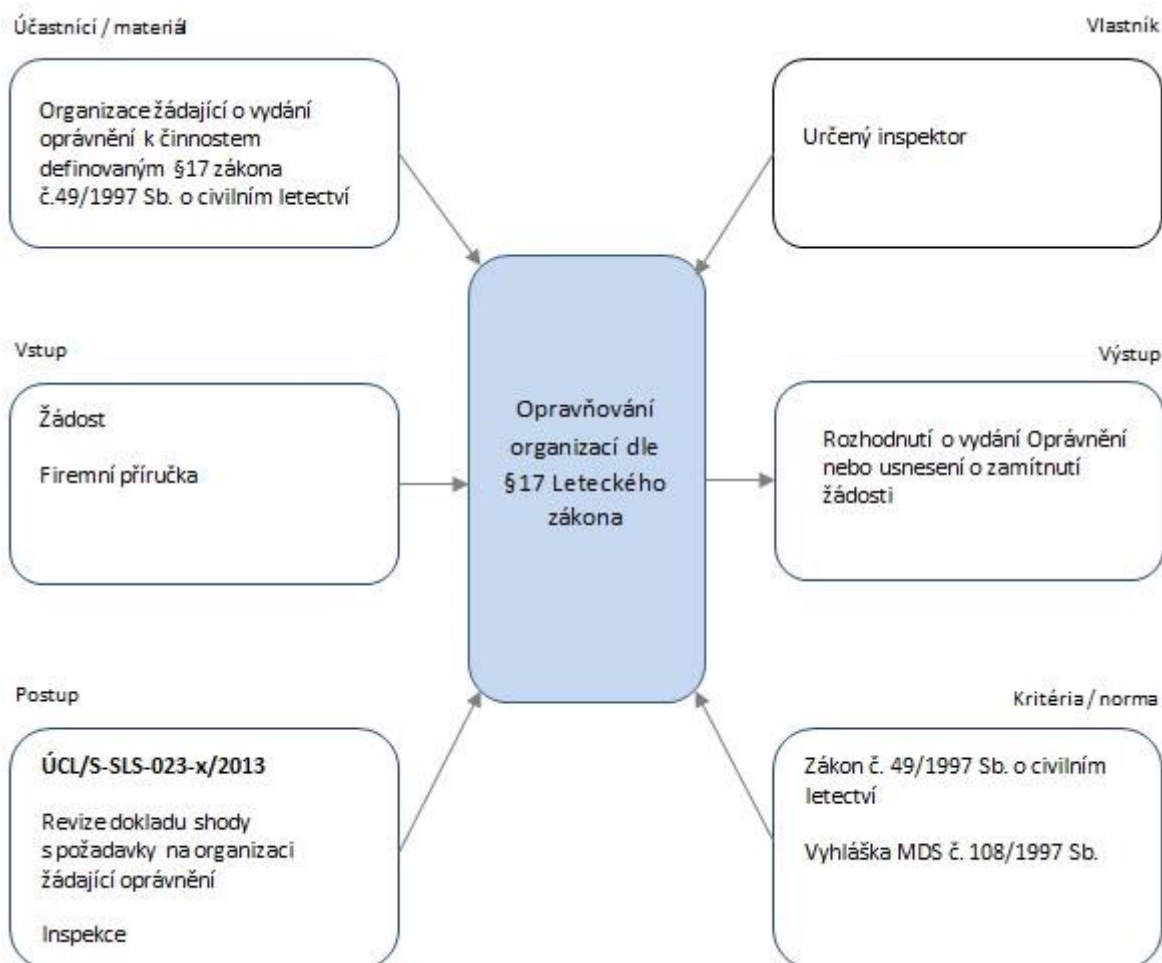 Účastníci / materiál
Organizace žádající o vydání
oprávnění k činnostem
definovaným §17 zákona
č.49/1997 Sb. o civilním letectví
Vlastník
Určený inspektor
Vstup
Žádost
Firemní příručka
Opravňování
organizací dle
§17 Leteckého
zákona
Výstup
Rozhodnutí o vydání Oprávnění
nebo usnesení o zamítnutí
žádosti
Postup
ÚCL/S-SLS-023-x/2013
Revize dokladu shody
s požadavky na organizaci
žádající oprávnění
Inspekce
Kritéria / norma
Zákon č. 49/1997 Sb. o civilním
letectví
Vyhláška MDS č. 108/1997 Sb.